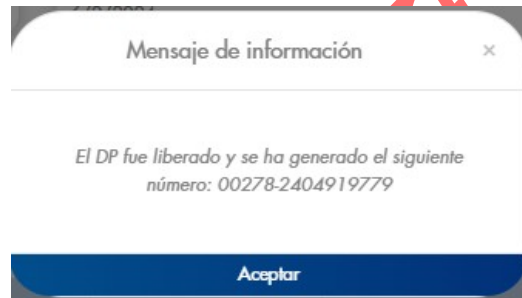 Mensaje de información ×
El DP fue liberado y se ha generado el siguiente
número: 00278-2404919779
Aceptar